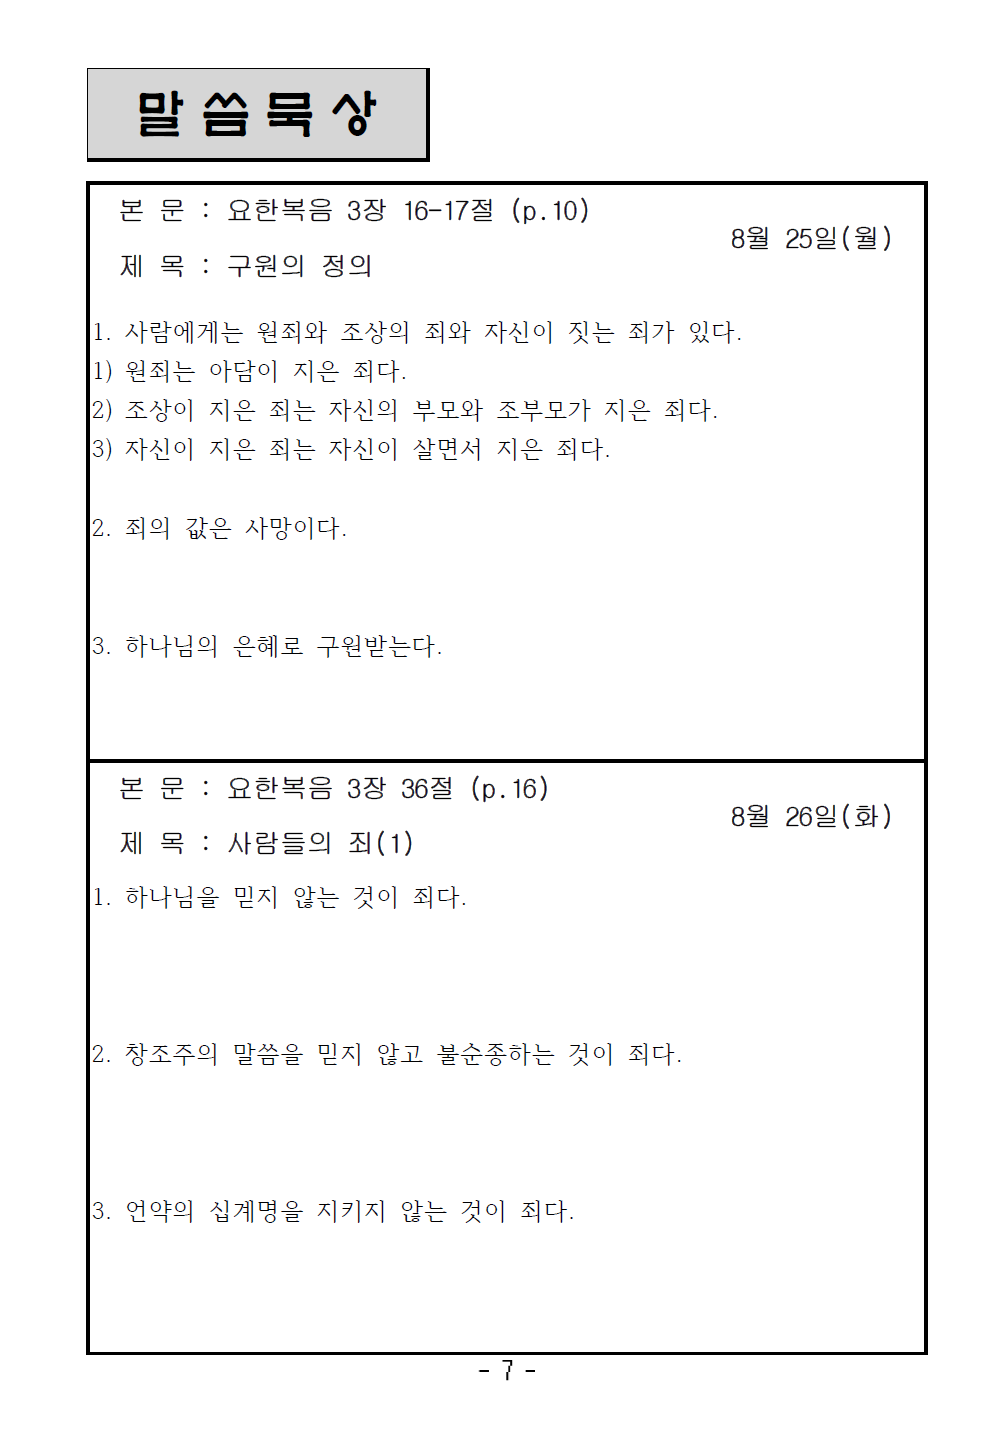 말씀묵상
본 문 : 요한복음 3장 16-17절 (p.10)
8월 25일(월)
제 목 : 구원의 정의
1. 사람에게는 원죄와 조상의 죄와 자신이 짓는 죄가 있다.
1) 원죄는 아담이 지은 죄다.
2) 조상이 지은 죄는 자신의 부모와 조부모가 지은 죄다.
3) 자신이 지은 죄는 자신이 살면서 지은 죄다.
2. 죄의 값은 사망이다.
3. 하나님의 은혜로 구원받는다.
본 문 : 요한복음 3장 36절 (p.16)
8월 26일(화)
제 목 : 사람들의 죄(1)
1. 하나님을 믿지 않는 것이 죄다.
2. 창조주의 말씀을 믿지 않고 불순종하는 것이 죄다.
3. 언약의 십계명을 지키지 않는 것이 죄다.
- 7 -